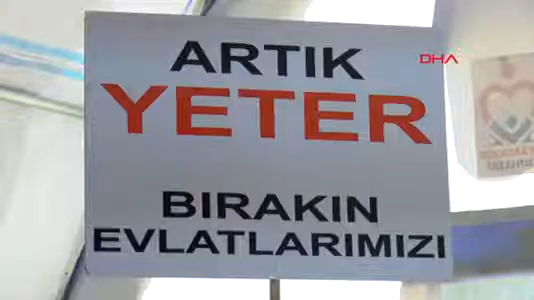 ARTIK
DHA
YETER
BIRAKIN
EVLATLARIMIZI